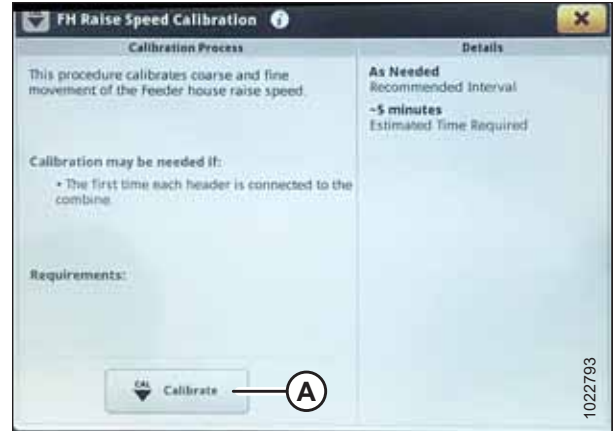 FH Raise Speed Calibration i
Calibration Process
This procedure calibrates coarse and fine
movement of the Feeder house raise speed.
Calibration may be needed if:
• The first time each header is connected to the
combine.
Requirements:
CAL Calibrate
A
Details
As Needed
Recommended Interval
~5 minutes
Estimated Time Required
1022793